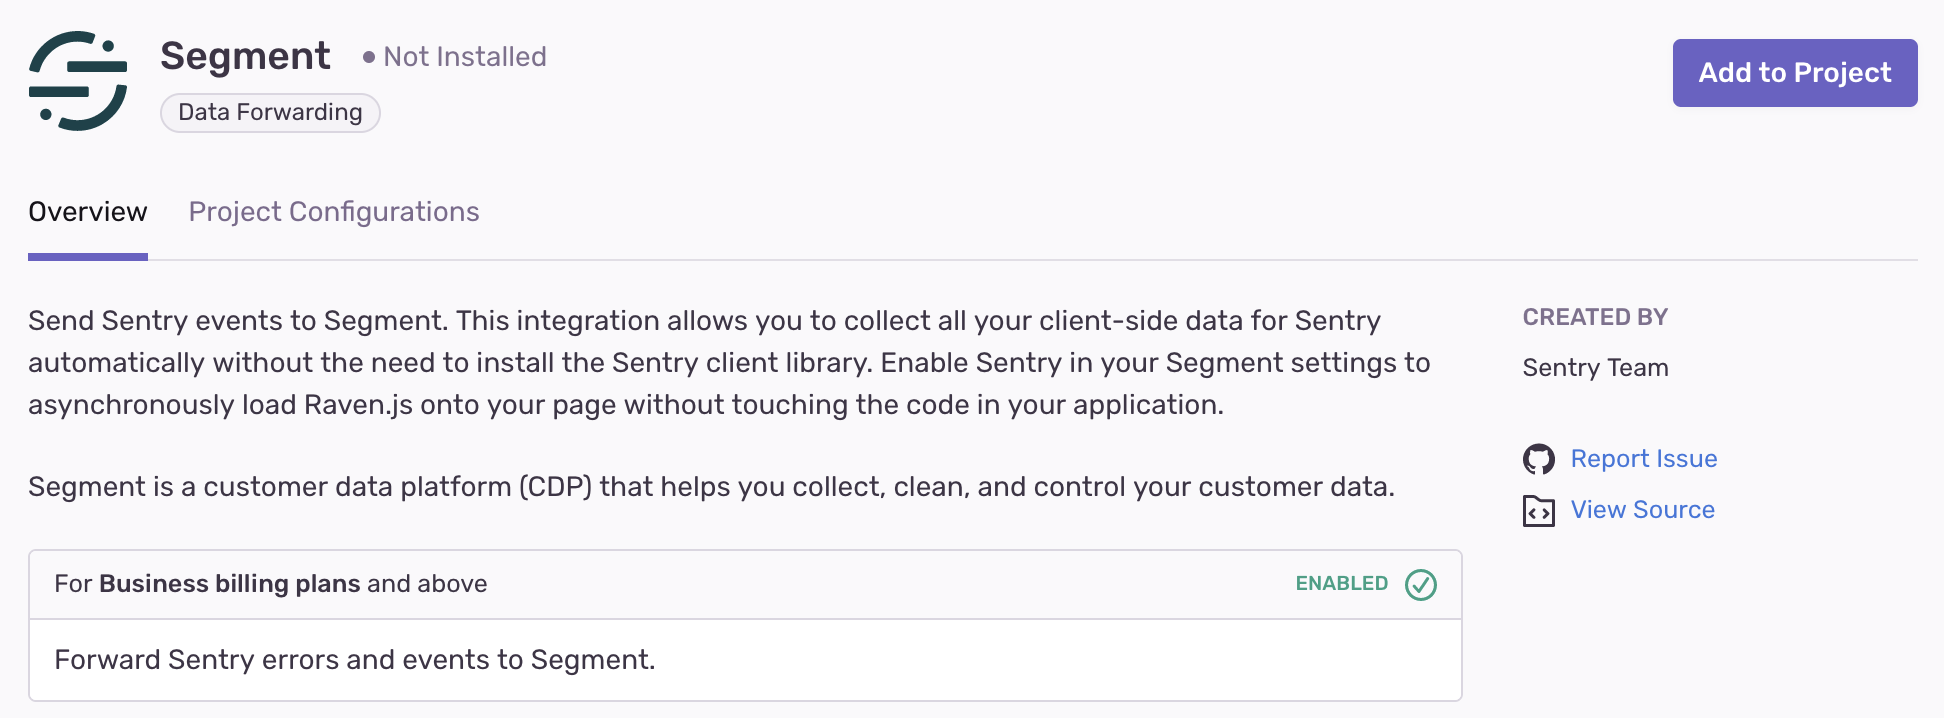 Segment
Not Installed
Data Forwarding
Add to Project
Overview
Project Configurations
Send Sentry events to Segment. This integration allows you to collect all your client-side data for Sentry
automatically without the need to install the Sentry client library. Enable Sentry in your Segment settings to
asynchronously load Raven.js onto your page without touching the code in your application.
Segment is a customer data platform (CDP) that helps you collect, clean, and control your customer data.
For Business billing plans and above
ENABLED
Forward Sentry errors and events to Segment.
CREATED BY
Sentry Team
Report Issue
View Source